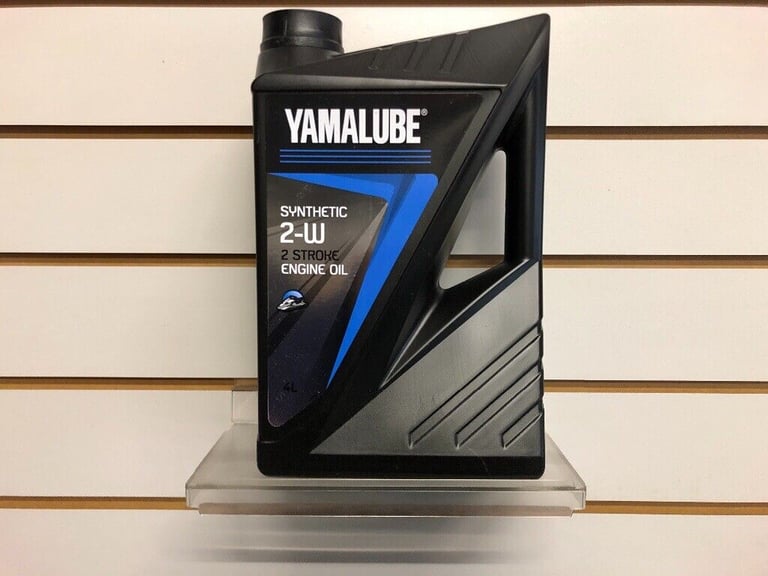 YAMALUBE®
SYNTHETIC
2-W
2 STROKE
ENGINE OIL
4L